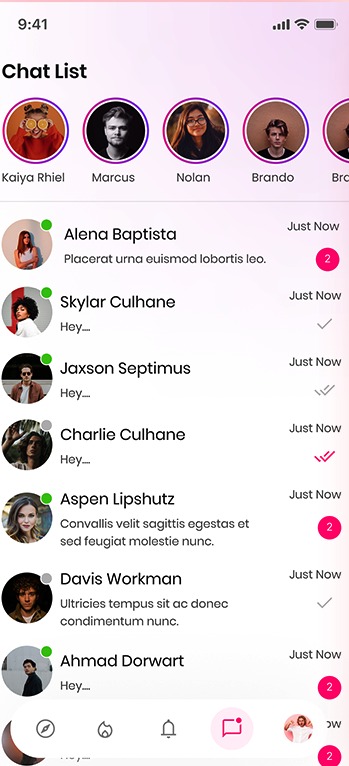 9:41
Chat List
Kaiya Rhiel
Marcus
Nolan
Brando
Bra
Alena Baptista
Just Now
Placerat urna euismod lobortis leo.
2
Skylar Culhane
Just Now
Hey....
Jaxson Septimus
Just Now
Hey....
Charlie Culhane
Just Now
Hey....
Aspen Lipshutz
Just Now
Convallis velit sagittis egestas et
sed feugiat molestie nunc.
2
Davis Workman
Just Now
Ultricies tempus sit ac donec
condimentum nunc.
Ahmad Dorwart
Just Now
Hey....
2
ow
2